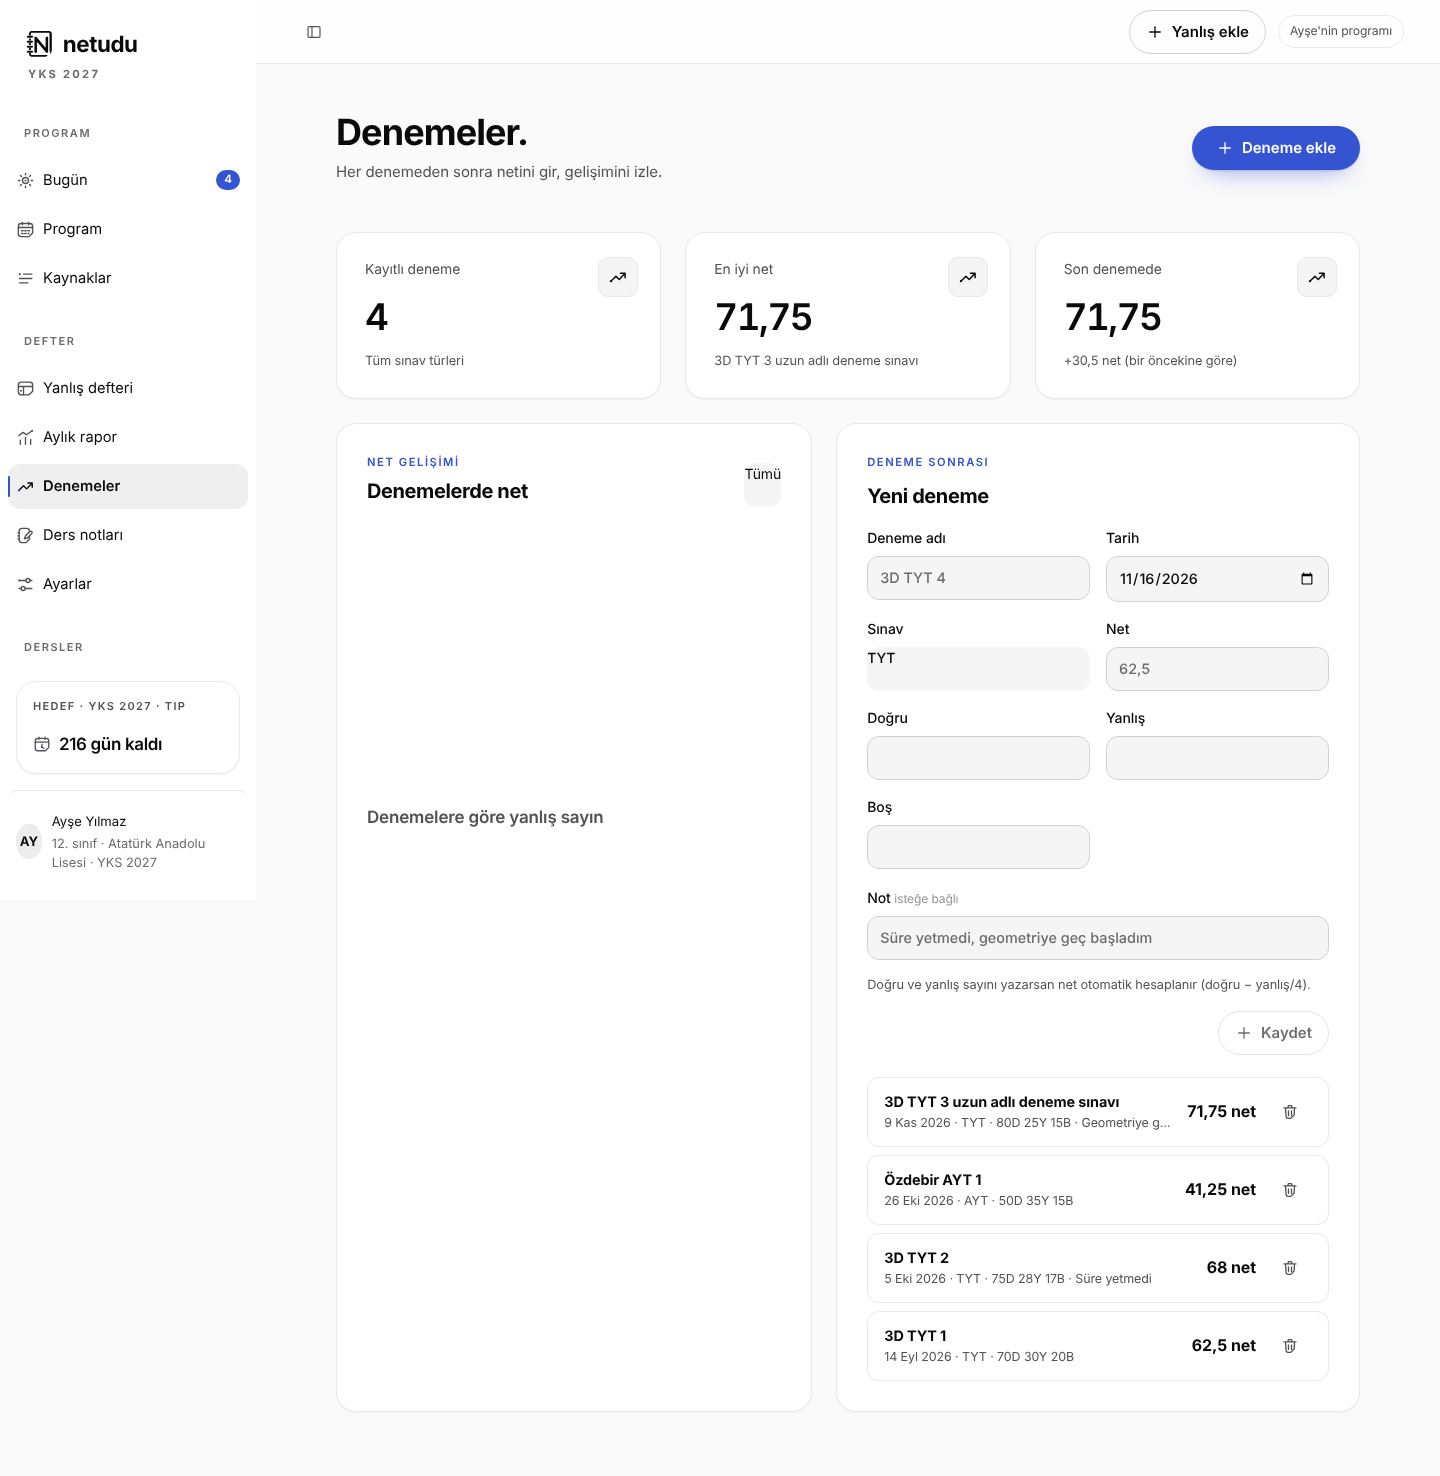 netudu
YKS 2027
PROGRAM
Bugün
4
Program
Kaynaklar
DEFTER
Yanlış defteri
Aylık rapor
Denemeler
Ders notları
Ayarlar
DERSLER
HEDEF · YKS 2027 · TIP
216 gün kaldı
AY
Ayşe Yılmaz
12. sınıf · Atatürk Anadolu
Lisesi · YKS 2027
Yanlış ekle
Ayşe'nin programı
Denemeler.
Her denemeden sonra netini gir, gelişimini izle.
Deneme ekle
Kayıtlı deneme
4
Tüm sınav türleri
En iyi net
71,75
3D TYT 3 uzun adlı deneme sınavı
Son denemede
71,75
+30,5 net (bir öncekine göre)
NET GELİŞİMİ
Denemelerde net
Tümü
Denemelere göre yanlış sayın
DENEME SONRASI
Yeni deneme
Deneme adı
3D TYT 4
Tarih
11/16/2026
Sınav
TYT
Net
62,5
Doğru
Yanlış
Boş
Not isteğe bağlı
Süre yetmedi, geometriye geç başladım
Doğru ve yanlış sayını yazarsan net otomatik hesaplanır (doğru − yanlış/4).
Kaydet
3D TYT 3 uzun adlı deneme sınavı
9 Kas 2026 · TYT · 80D 25Y 15B · Geometriye g...
71,75 net
Özdebir AYT 1
26 Eki 2026 · AYT · 50D 35Y 15B
41,25 net
3D TYT 2
5 Eki 2026 · TYT · 75D 28Y 17B · Süre yetmedi
68 net
3D TYT 1
14 Eyl 2026 · TYT · 70D 30Y 20B
62,5 net